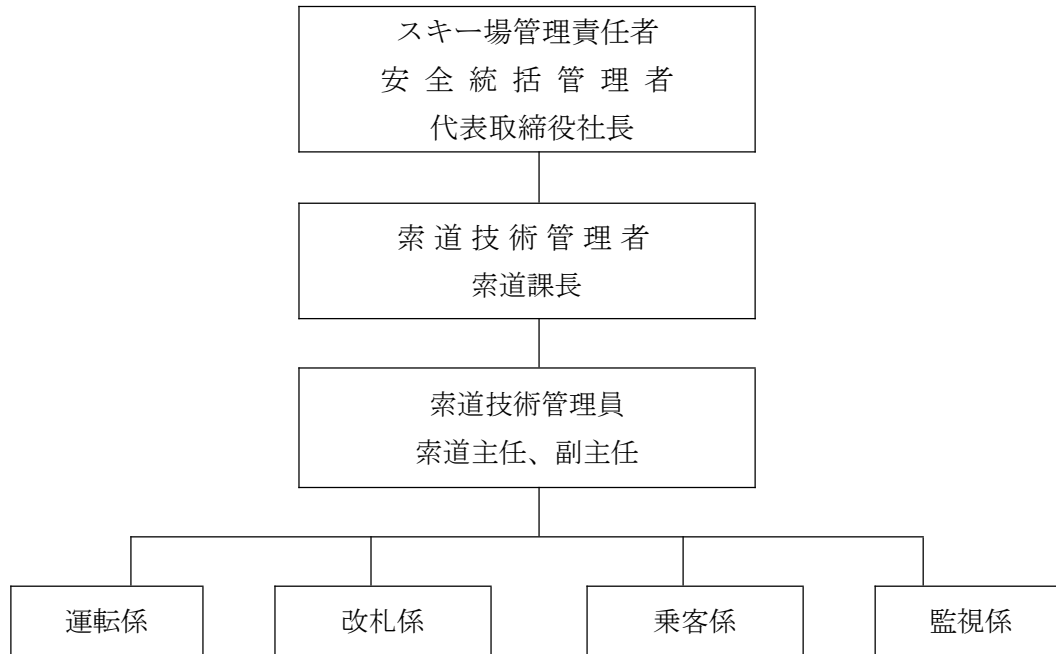 スキー場管理責任者
安全統括管理者
代表取締役社長
索道技術管理者
索道課長
索道技術管理員
索道主任、副主任
運転係
改札係
乗客係
監視係